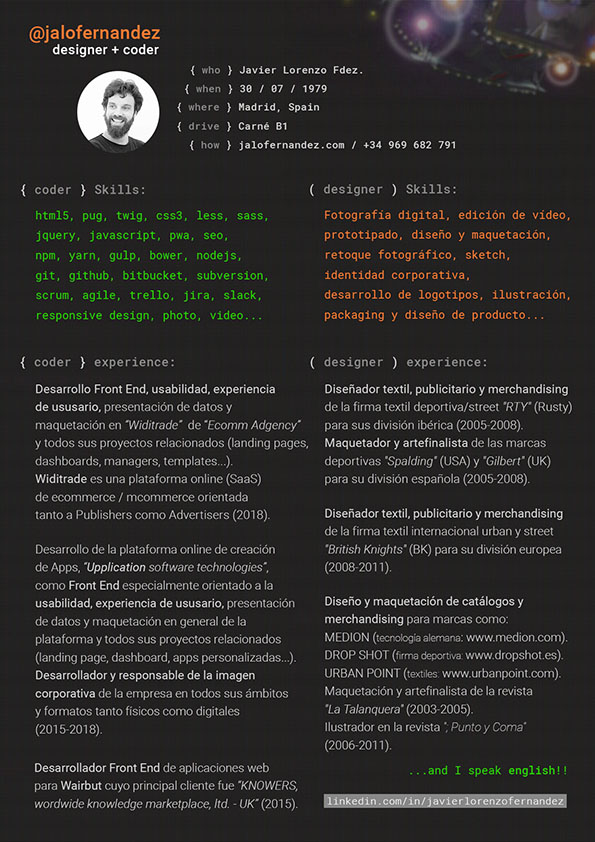 @jalofernandez
designer + coder
{ who } Javier Lorenzo Fdez.
{ when } 30 / 07 / 1979
{ where } Madrid, Spain
{ drive } Carné B1
{ how } jalofernandez.com / +34 969 682 791
{ coder } Skills:
html5, pug, twig, css3, less, sass,
jquery, javascript, pwa, seo,
npm, yarn, gulp, bower, nodejs,
git, github, bitbucket, subversion,
scrum, agile, trello, jira, slack,
responsive design, photo, video...
( designer ) Skills:
Fotografía digital, edición de vídeo,
prototipado, diseño y maquetación,
retoque fotográfico, sketch,
identidad corporativa,
desarrollo de logotipos, ilustración,
packaging y diseño de producto...
{ coder } experience:
Desarrollo Front End, usabilidad, experiencia
de ususario, presentación de datos y
maquetación en "Widitrade" de "Ecomm Adgency"
y todos sus proyectos relacionados (landing pages,
dashboards, managers, templates...).
Widitrade es una plataforma online (SaaS)
de ecommerce / mcommerce orientada
tanto a Publishers como Advertisers (2018).
Desarrollo de la plataforma online de creación
de Apps, "Upplication software technologies",
como Front End especialmente orientado a la
usabilidad, experiencia de ususario, presentación
de datos y maquetación en general de la
plataforma y todos sus proyectos relacionados
(landing page, dashboard, apps personalizadas...).
Desarrollador y responsable de la imagen
corporativa de la empresa en todos sus ámbitos
y formatos tanto físicos como digitales
(2015-2018).
Desarrollador Front End de aplicaciones web
para Wairbut cuyo principal cliente fue "KNOWERS,
wordwide knowledge marketplace, ltd. - UK" (2015).
( designer ) experience:
Diseñador textil, publicitario y merchandising
de la firma textil deportiva/street "RTY" (Rusty)
para sus división ibérica (2005-2008).
Maquetador y artefinalista de las marcas
deportivas "Spalding" (USA) y "Gilbert" (UK)
para su división española (2005-2008).
Diseñador textil, publicitario y merchandising
de la firma textil internacional urban y street
"British Knights" (BK) para su división europea
(2008-2011).
Diseño y maquetación de catálogos y
merchandising para marcas como:
MEDION (tecnología alemana: www.medion.com).
DROP SHOT (firma deportiva: www.dropshot.es).
URBAN POINT (textiles: www.urbanpoint.com).
Maquetación y artefinalista de la revista
"La Talanquera" (2003-2005).
Ilustrador en la revista "; Punto y Coma"
(2006-2011).
...and I speak english!!
linkedin.com/in/javierlorenzofernandez